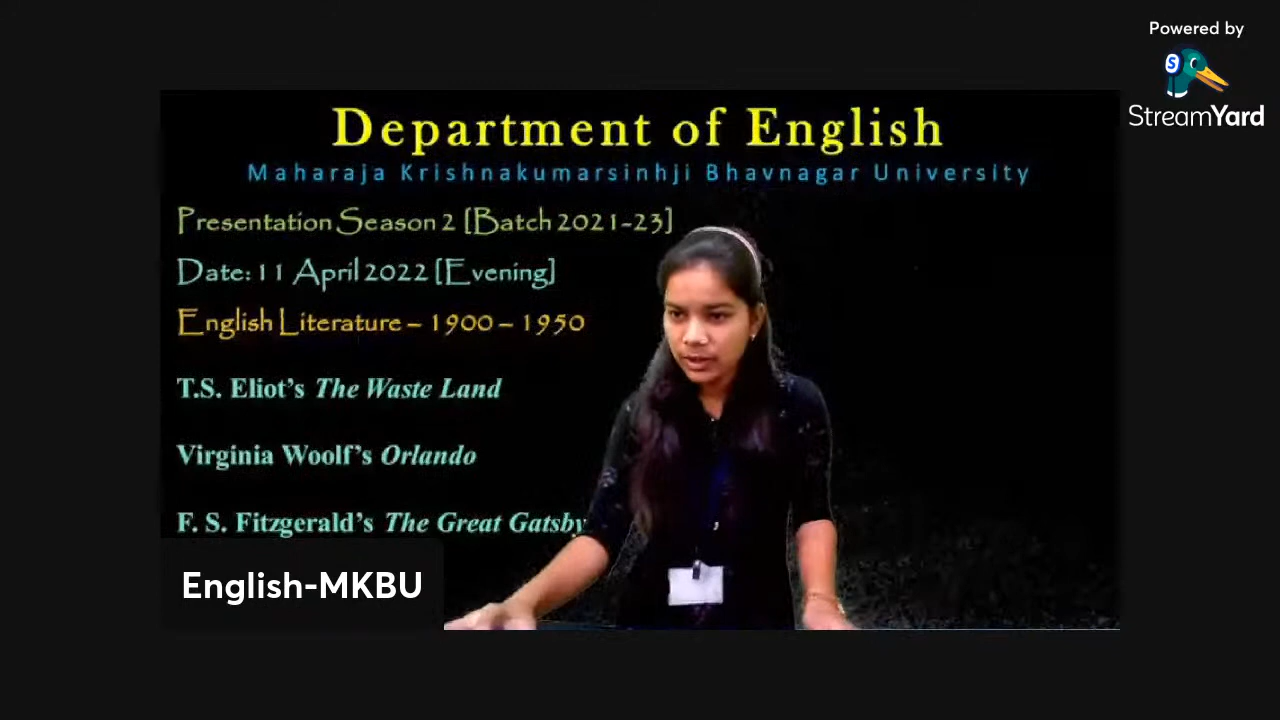 Powered by
StreamYard
Department of English
Maharaja Krishnakumarsinhji Bhavnagar University
Presentation Season 2 [Batch 2021-23]
Date: 11 April 2022 [Evening]
English Literature – 1900 – 1950
T.S. Eliot's The Waste Land
Virginia Woolf's Orlando
F. S. Fitzgerald's The Great Gatsby
English-MKBU